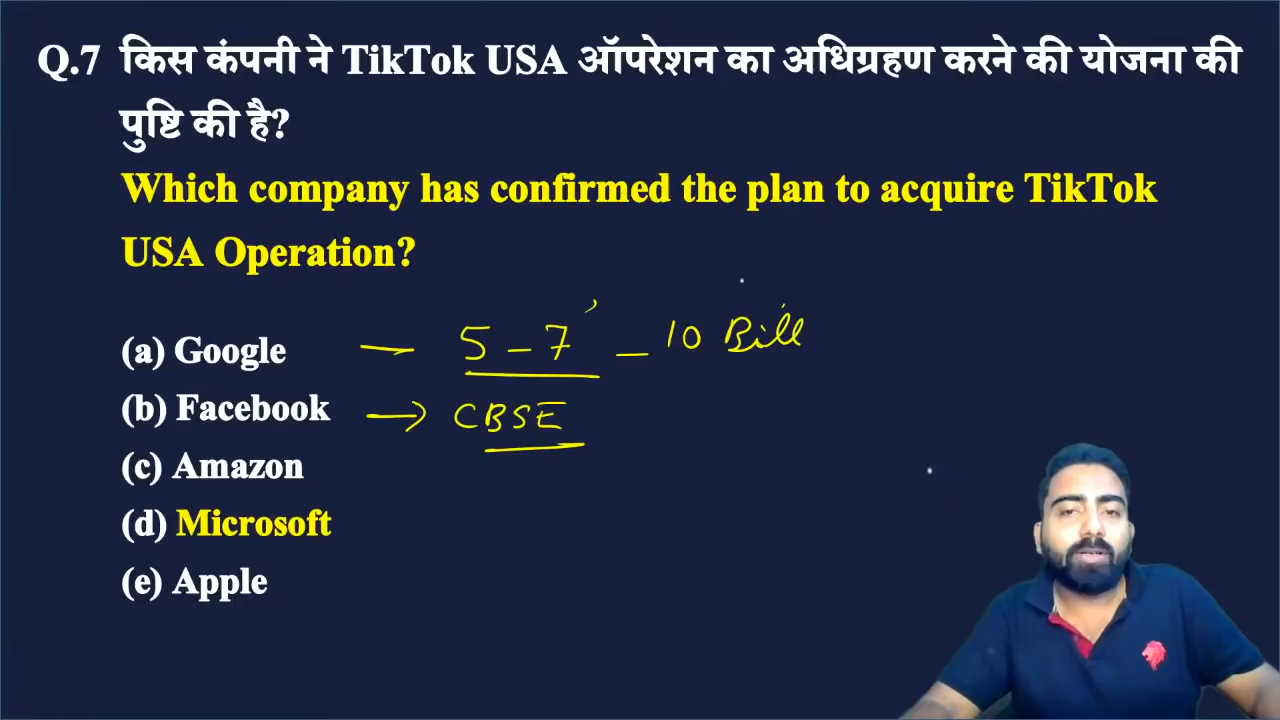 Q.7 किस कंपनी ने TikTok USA ऑपरेशन का अधिग्रहण करने की योजना की
पुष्टि की है?
Which company has confirmed the plan to acquire TikTok
USA Operation?
(a) Google — 5 – 7 – 10 Bill
(b) Facebook → CBSE
(c) Amazon
(d) Microsoft
(e) Apple